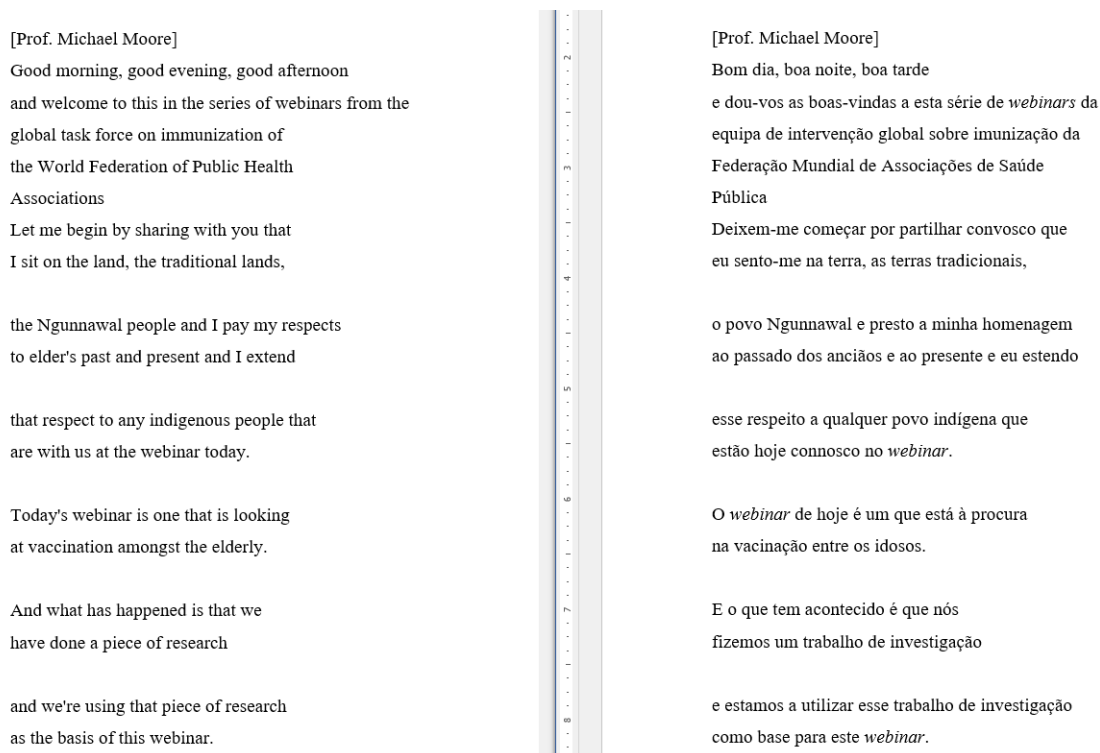 [Prof. Michael Moore]
Good morning, good evening, good afternoon
and welcome to this in the series of webinars from the
global task force on immunization of
the World Federation of Public Health
Associations
Let me begin by sharing with you that
I sit on the land, the traditional lands,
the Ngunnawal people and I pay my respects
to elder's past and present and I extend
that respect to any indigenous people that
are with us at the webinar today.
Today's webinar is one that is looking
at vaccination amongst the elderly.
And what has happened is that we
have done a piece of research
and we're using that piece of research
as the basis of this webinar.
2
3
4
5
6
7
8
[Prof. Michael Moore]
Bom dia, boa noite, boa tarde
e dou-vos as boas-vindas a esta série de webinars da
equipa de intervenção global sobre imunização da
Federação Mundial de Associações de Saúde
Pública
Deixem-me começar por partilhar convosco que
eu sento-me na terra, as terras tradicionais,
o povo Ngunnawal e presto a minha homenagem
ao passado dos anciãos e ao presente e eu estendo
esse respeito a qualquer povo indígena que
estão hoje connosco no webinar.
O webinar de hoje é um que está à procura
na vacinação entre os idosos.
E o que tem acontecido é que nós
fizemos um trabalho de investigação
e estamos a utilizar esse trabalho de investigação
como base para este webinar.